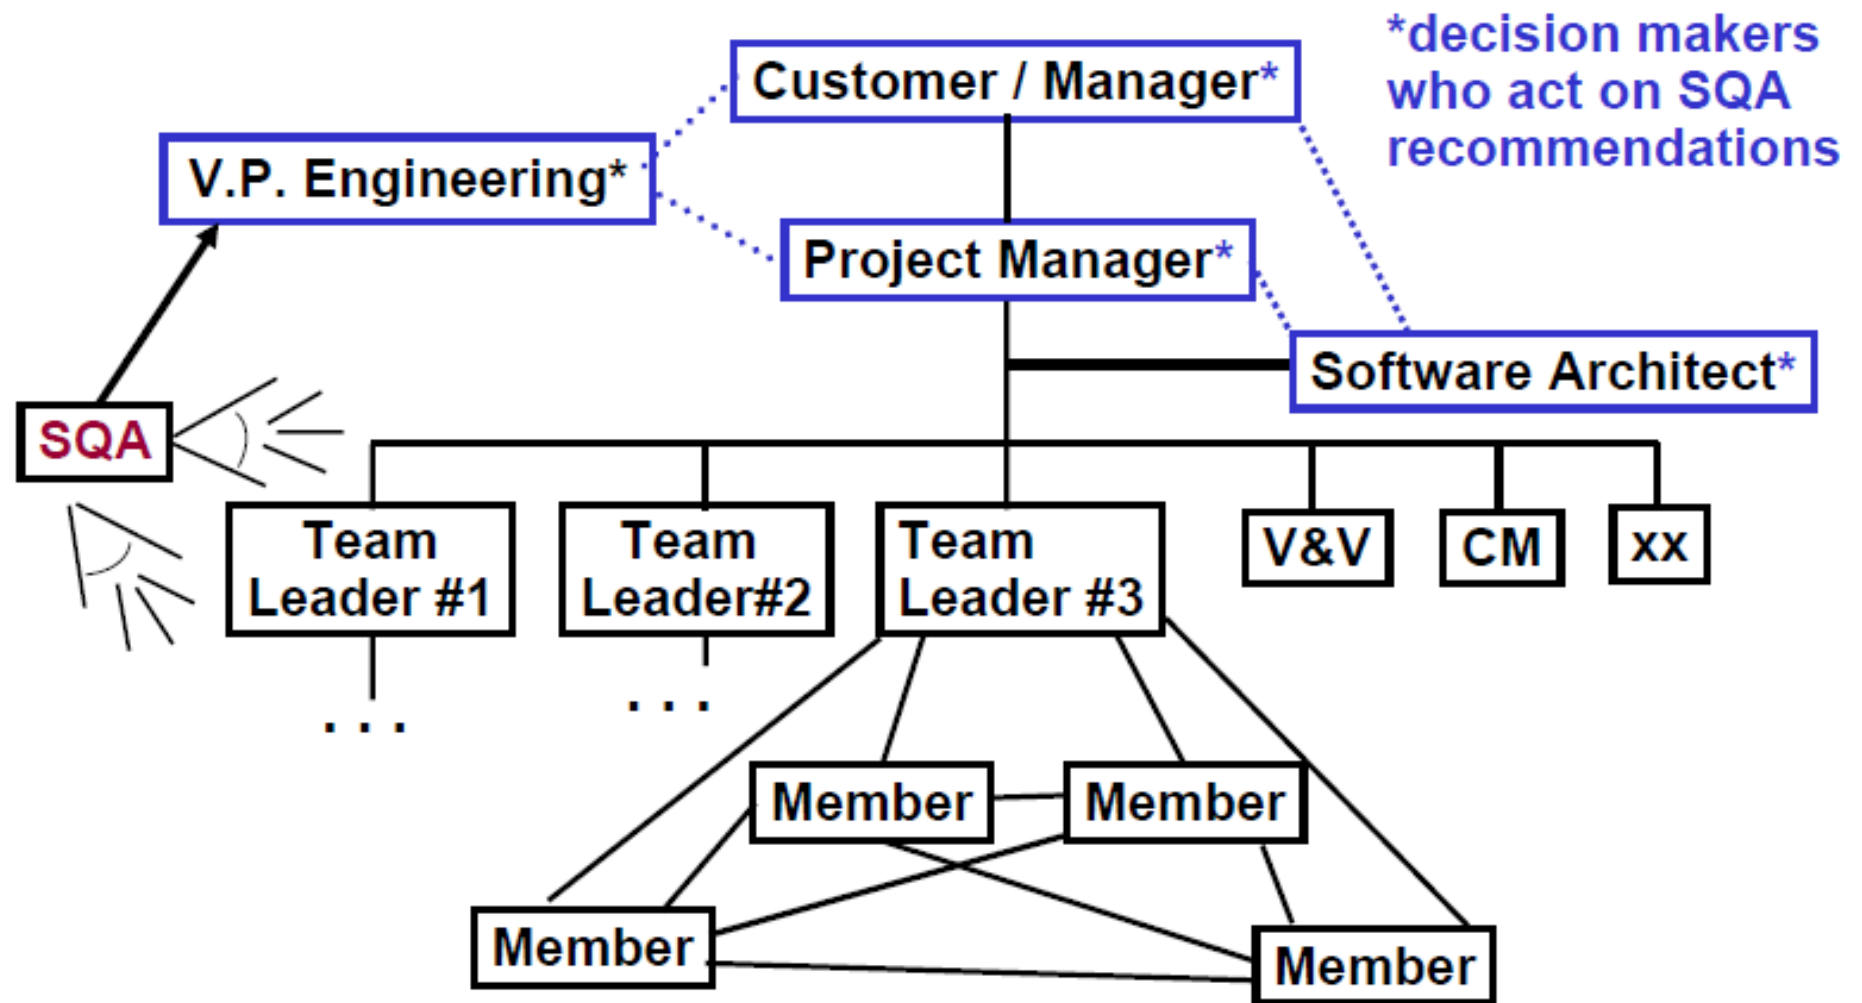 *decision makers
who act on SQA
recommendations
Customer / Manager*
V.P. Engineering*
Project Manager*
Software Architect*
SQA
Team
Leader #1
Team
Leader#2
Team
Leader #3
V&V
CM
xx
...
...
Member
Member
Member
Member